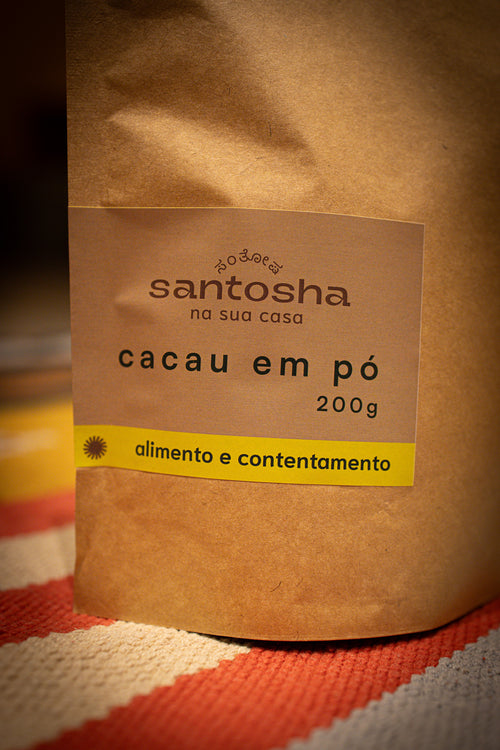 ಸಂತೋಷ
santosha
na sua casa
cacau em pó
200g
alimento e contentamento